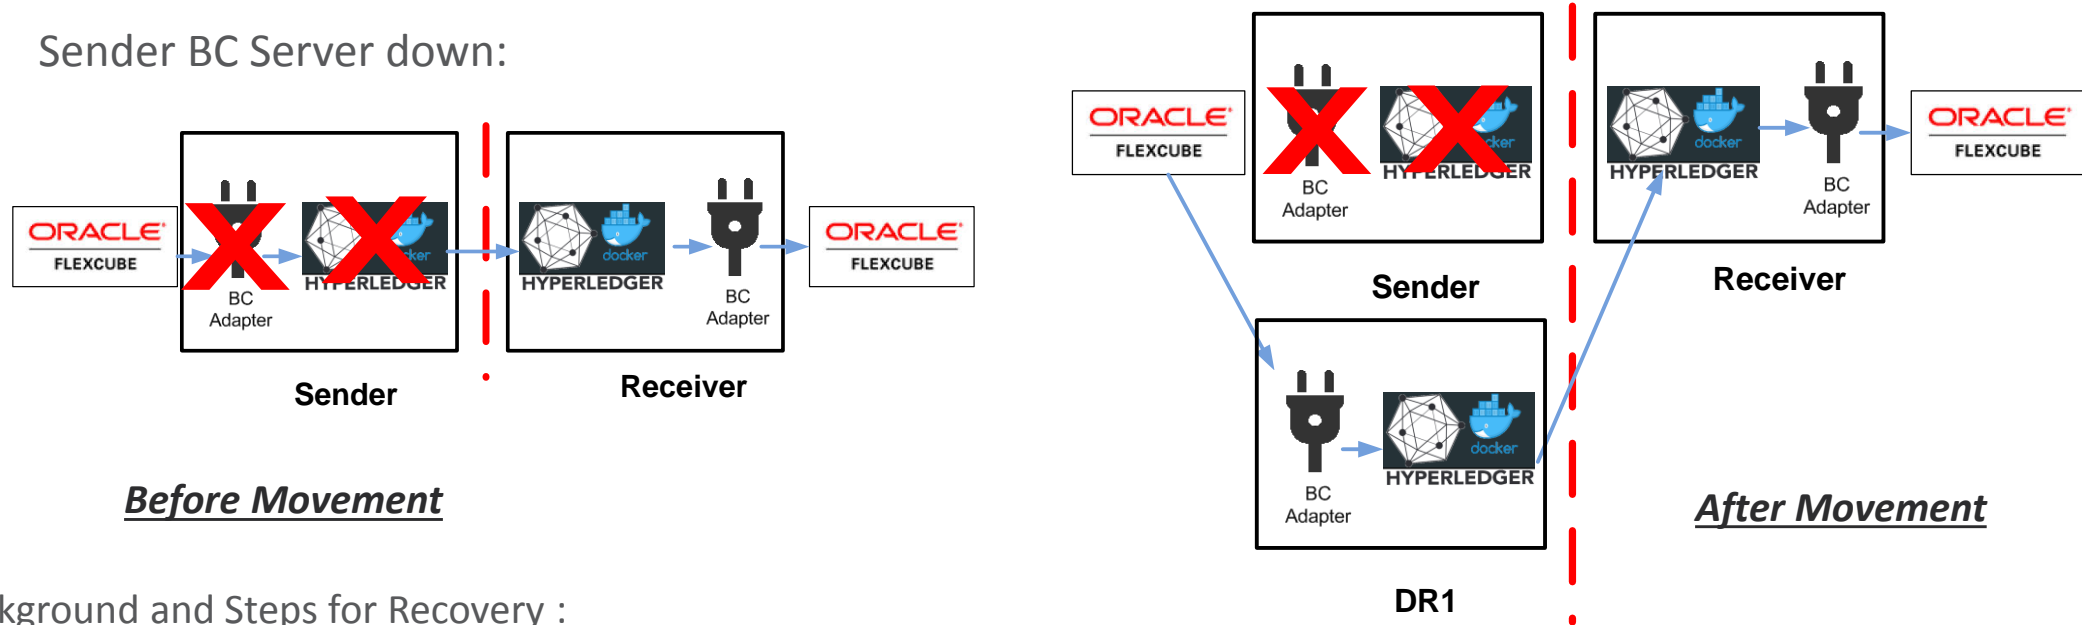 Sender BC Server down:
ORACLE
FLEXCUBE
BC
Adapter
docker
HYPERLEDGER
Sender
docker
HYPERLEDGER
BC
Adapter
Receiver
ORACLE
FLEXCUBE
Before Movement
ORACLE
FLEXCUBE
BC
Adapter
docker
HYPERLEDGER
Sender
docker
HYPERLEDGER
BC
Adapter
Receiver
ORACLE
FLEXCUBE
BC
Adapter
docker
HYPERLEDGER
DR1
After Movement
kground and Steps for Recovery :